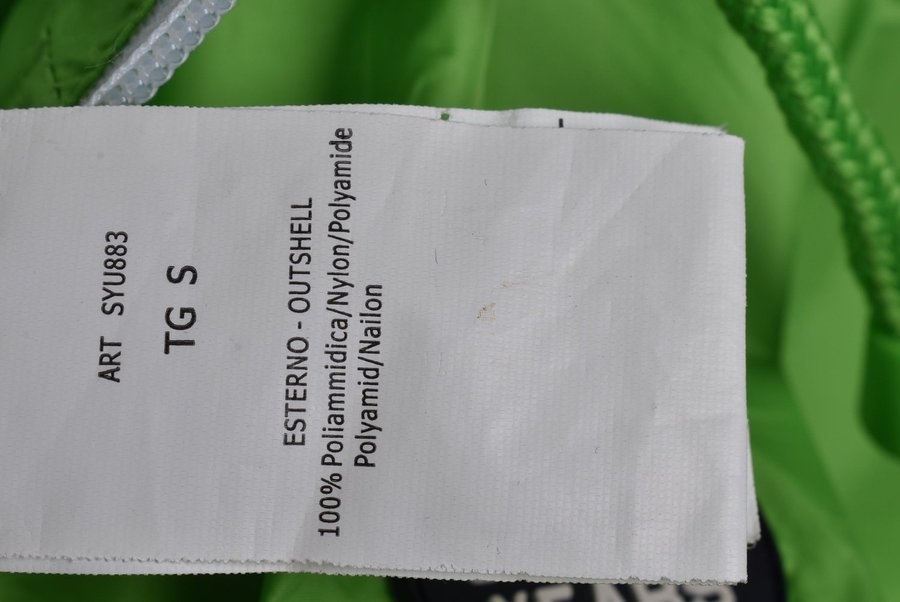 ART SYU883
TG S
ESTERNO - OUTSHELL
100% Poliammidica/Nylon/Polyamide
Polyamid/Nailon